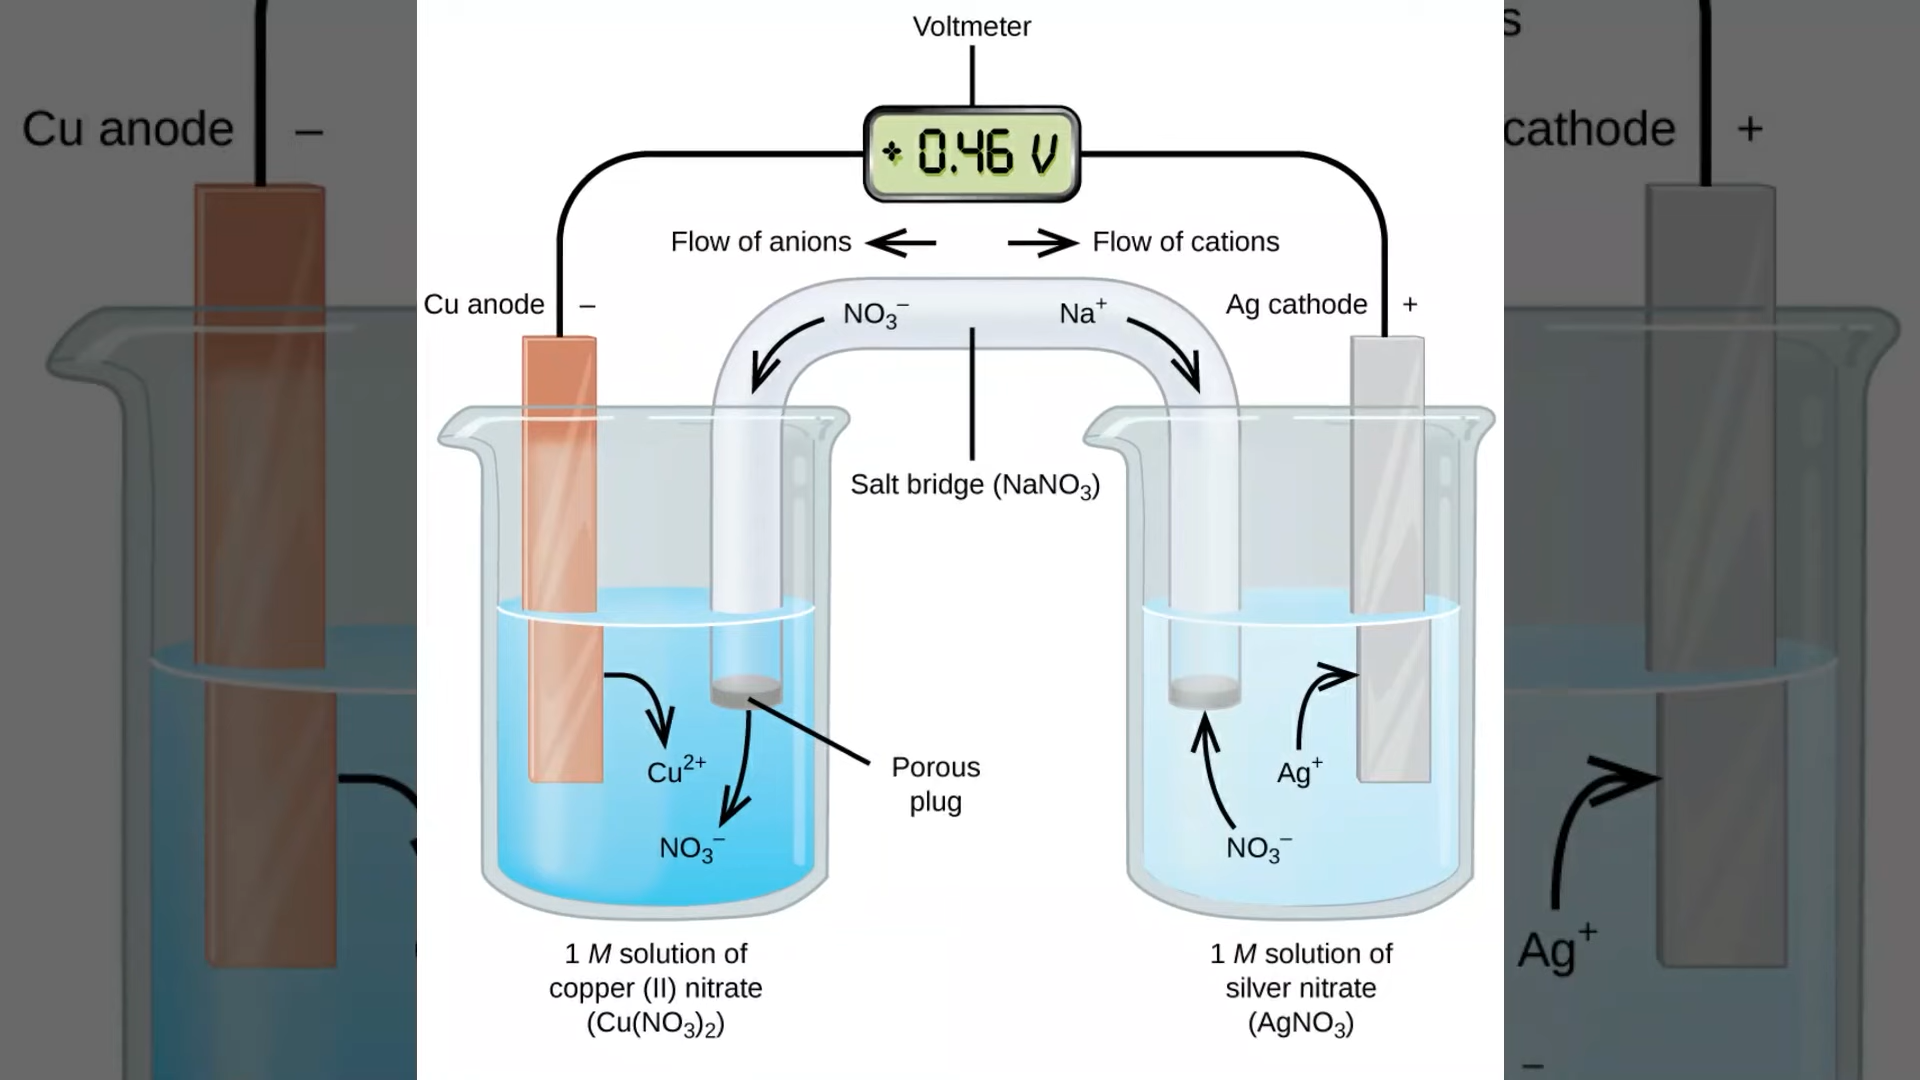 Voltmeter
+ 0.46 V
Flow of anions
Flow of cations
Cu anode –
NO₃⁻
Na⁺
Ag cathode +
Salt bridge (NaNO₃)
Cu²⁺
NO₃⁻
Porous
plug
Ag⁺
NO₃⁻
1 M solution of
copper (II) nitrate
(Cu(NO₃)₂)
1 M solution of
silver nitrate
(AgNO₃)
Cu anode –
s
cathode +
Ag⁺
–